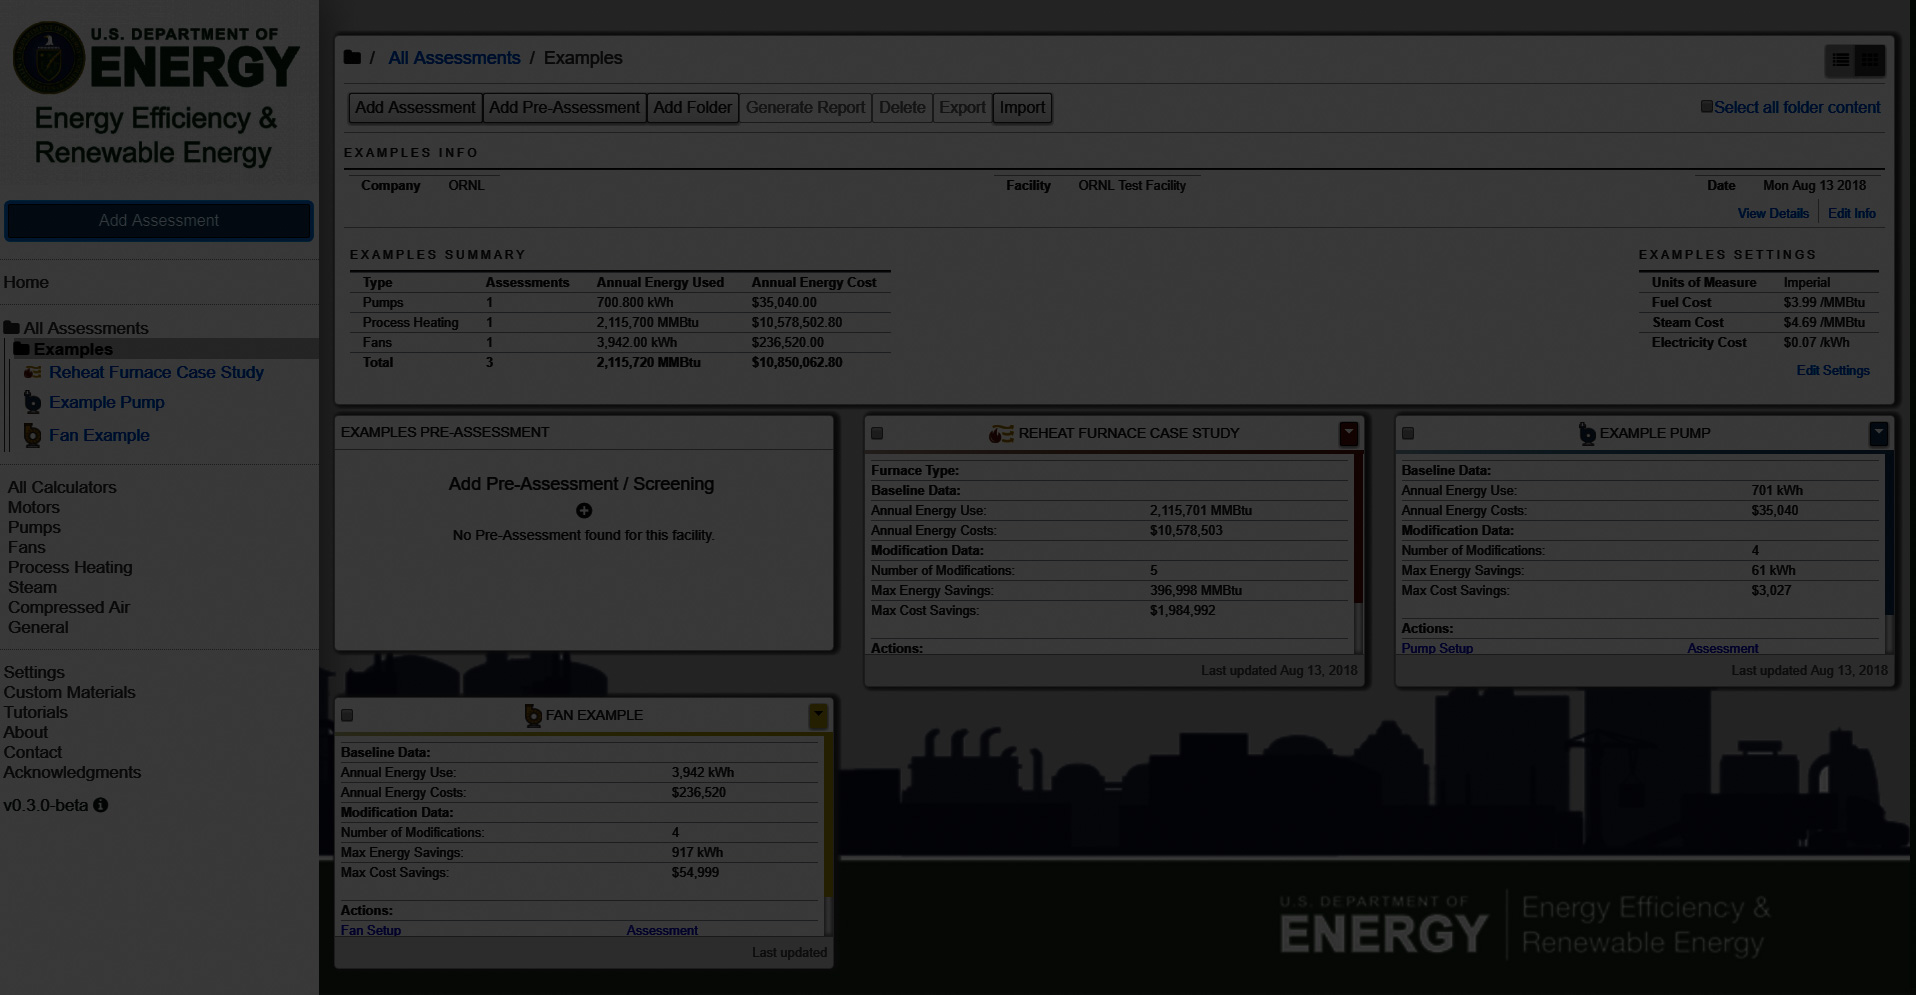 U.S. DEPARTMENT OF
ENERGY
Energy Efficiency &
Renewable Energy
Add Assessment
Home
All Assessments
Examples
Reheat Furnace Case Study
Example Pump
Fan Example
All Calculators
Motors
Pumps
Fans
Process Heating
Steam
Compressed Air
General
Settings
Custom Materials
Tutorials
About
Contact
Acknowledgments
v0.3.0-beta
/ All Assessments / Examples
Add Assessment Add Pre-Assessment Add Folder Generate Report Delete Export Import Select all folder content
EXAMPLES INFO
Company ORNL Facility ORNL Test Facility Date Mon Aug 13 2018
View Details Edit Info
EXAMPLES SUMMARY
Type Assessments Annual Energy Used Annual Energy Cost
Pumps 1 700.800 kWh $35,040.00
Process Heating 1 2,115,700 MMBtu $10,578,502.80
Fans 1 3,942.00 kWh $236,520.00
Total 3 2,115,720 MMBtu $10,850,062.80
EXAMPLES SETTINGS
Units of Measure Imperial
Fuel Cost $3.99 /MMBtu
Steam Cost $4.69 /MMBtu
Electricity Cost $0.07 /kWh
Edit Settings
EXAMPLES PRE-ASSESSMENT
Add Pre-Assessment / Screening
No Pre-Assessment found for this facility.
REHEAT FURNACE CASE STUDY
Furnace Type:
Baseline Data:
Annual Energy Use: 2,115,701 MMBtu
Annual Energy Costs: $10,578,503
Modification Data:
Number of Modifications: 5
Max Energy Savings: 396,998 MMBtu
Max Cost Savings: $1,984,992
Actions:
Last updated Aug 13, 2018
EXAMPLE PUMP
Baseline Data:
Annual Energy Use: 701 kWh
Annual Energy Costs: $35,040
Modification Data:
Number of Modifications: 4
Max Energy Savings: 61 kWh
Max Cost Savings: $3,027
Actions:
Pump Setup Assessment
Last updated Aug 13, 2018
FAN EXAMPLE
Baseline Data:
Annual Energy Use: 3,942 kWh
Annual Energy Costs: $236,520
Modification Data:
Number of Modifications: 4
Max Energy Savings: 917 kWh
Max Cost Savings: $54,999
Actions:
Fan Setup Assessment
Last updated
U.S. DEPARTMENT OF
ENERGY
Energy Efficiency &
Renewable Energy